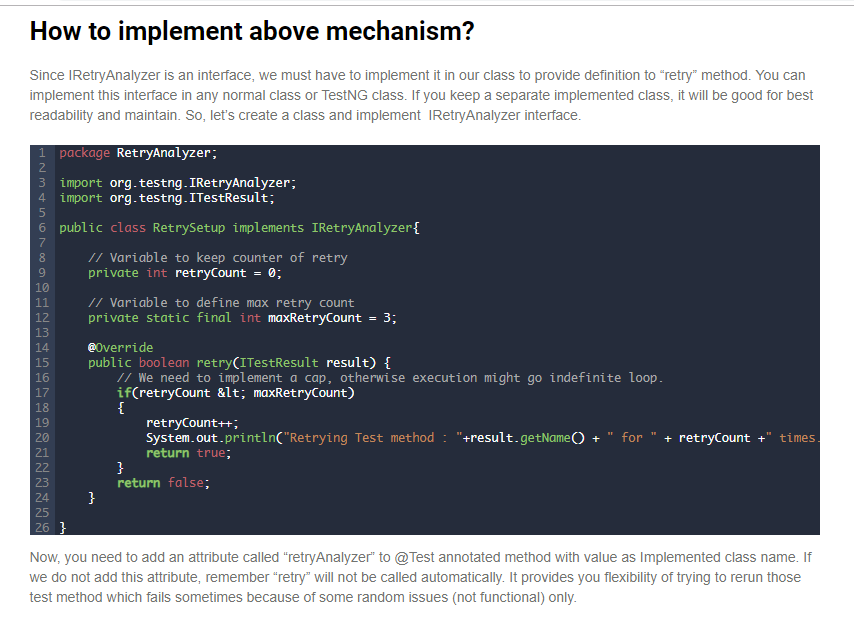 How to implement above mechanism?
Since IRetryAnalyzer is an interface, we must have to implement it in our class to provide definition to “retry” method. You can
implement this interface in any normal class or TestNG class. If you keep a separate implemented class, it will be good for best
readability and maintain. So, let’s create a class and implement  IRetryAnalyzer interface.
1 package RetryAnalyzer;
2
3 import org.testng.IRetryAnalyzer;
4 import org.testng.ITestResult;
5
6 public class RetrySetup implements IRetryAnalyzer{
7
8     // Variable to keep counter of retry
9     private int retryCount = 0;
10
11     // Variable to define max retry count
12     private static final int maxRetryCount = 3;
13
14     @Override
15     public boolean retry(ITestResult result) {
16         // We need to implement a cap, otherwise execution might go indefinite loop.
17         if(retryCount &lt; maxRetryCount)
18         {
19             retryCount++;
20             System.out.println("Retrying Test method : "+result.getName() + " for " + retryCount +" times.
21             return true;
22         }
23         return false;
24     }
25
26 }
Now, you need to add an attribute called “retryAnalyzer” to @Test annotated method with value as Implemented class name. If
we do not add this attribute, remember “retry” will not be called automatically. It provides you flexibility of trying to rerun those
test method which fails sometimes because of some random issues (not functional) only.